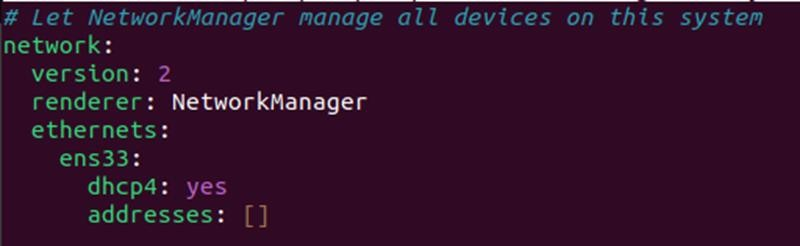 # Let NetworkManager manage all devices on this system
network:
  version: 2
  renderer: NetworkManager
  ethernets:
    ens33:
      dhcp4: yes
      addresses: []